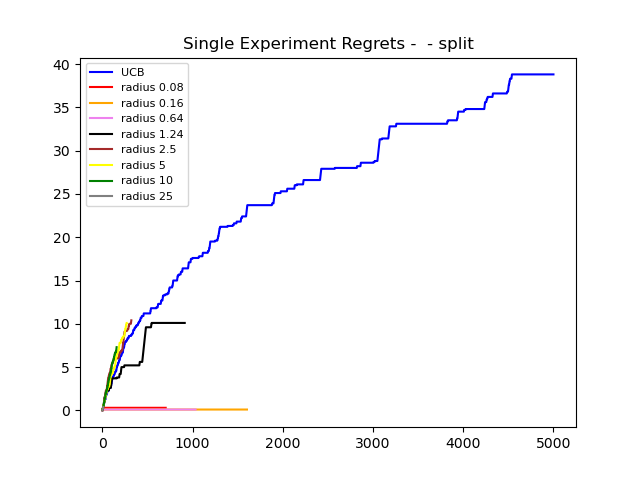 Single Experiment Regrets -  - split
UCB
radius 0.08
radius 0.16
radius 0.64
radius 1.24
radius 2.5
radius 5
radius 10
radius 25
40
35
30
25
20
15
10
5
0
0 1000 2000 3000 4000 5000